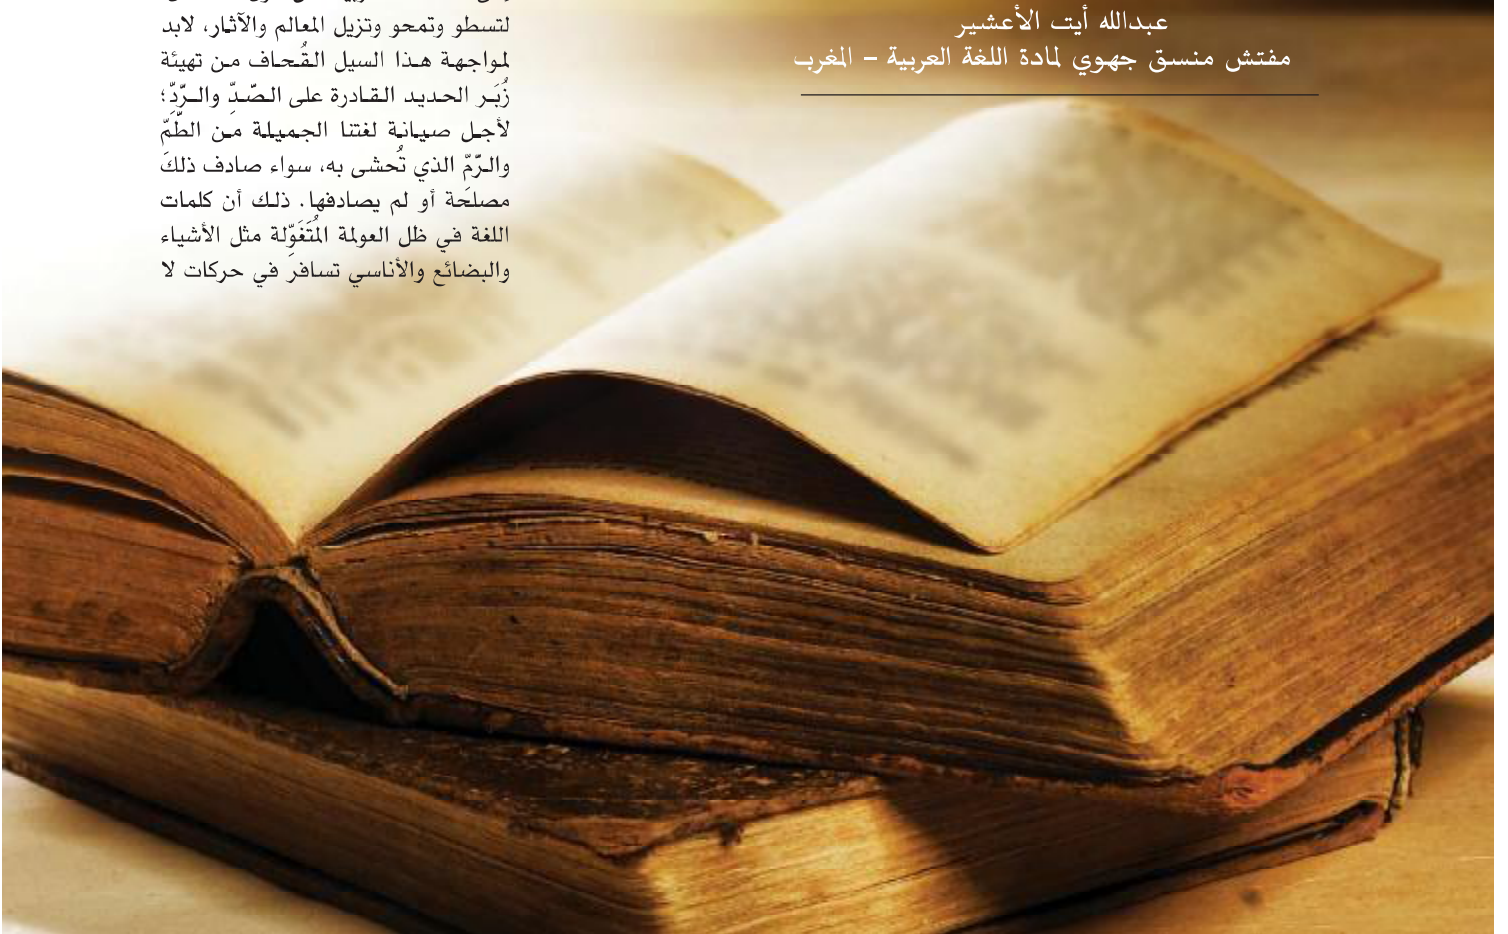 عبدالله أيت الأعشير
مفتش منسق جهوي لمادة اللغة العربية – المغرب
لتسطو وتمحو وتزيل المعالم والآثار، لابد
لمواجهة هذا السيل القُحاف من تهيئة
زُبَر الحديد القادرة على الصّدِّ والرّدِّ؛
لأجل صيانة لغتنا الجميلة من الطّمِّ
والرّمِّ الذي تُحشى به، سواء صادف ذلكَ
مصلَحة أو لم يصادفها. ذلك أن كلمات
اللغة في ظل العولمة المُتَغَوِّلة مثل الأشياء
والبضائع والأناسي تسافر في حركات لا